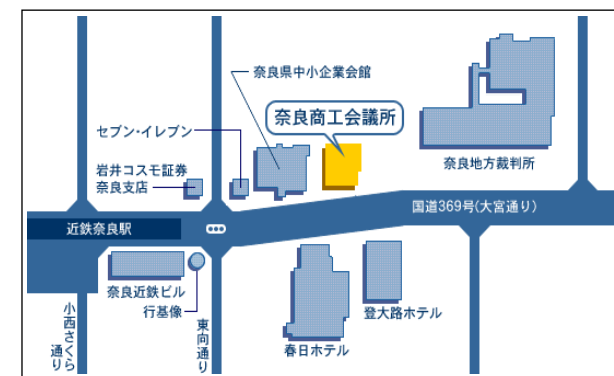 奈良県中小企業会館
奈良商工会議所
セブン・イレブン
奈良地方裁判所
岩井コスモ証券
奈良支店
国道369号(大宮通り)
近鉄奈良駅
奈良近鉄ビル
行基像
登大路ホテル
春日ホテル
小西さくら
通り
東向通り